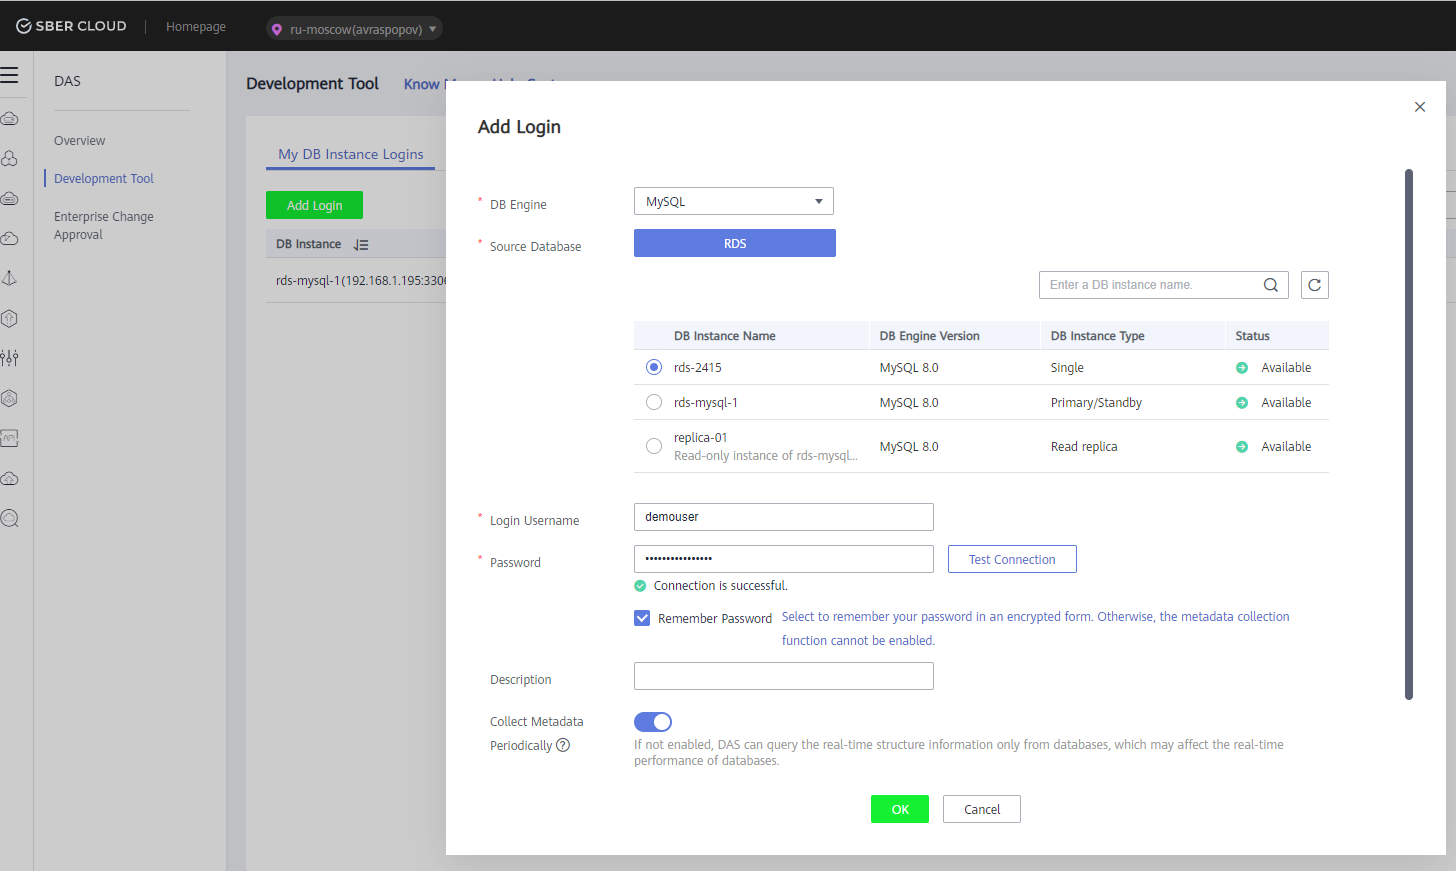 SBER CLOUD
Homepage
ru-moscow(avraspopov)
DAS
Overview
Development Tool
Enterprise Change
Approval
Development Tool
Know
My DB Instance Logins
Add Login
DB Instance
rds-mysql-1(192.168.1.195:330
Add Login
* DB Engine
MySQL
* Source Database
RDS
Enter a DB instance name.
DB Instance Name DB Engine Version DB Instance Type Status
rds-2415 MySQL 8.0 Single Available
rds-mysql-1 MySQL 8.0 Primary/Standby Available
replica-01
Read-only instance of rds-mysql...
MySQL 8.0 Read replica Available
* Login Username
demouser
* Password
Test Connection
Connection is successful.
Remember Password
Select to remember your password in an encrypted form. Otherwise, the metadata collection
function cannot be enabled.
Description
Collect Metadata
Periodically ?
If not enabled, DAS can query the real-time structure information only from databases, which may affect the real-time
performance of databases.
OK
Cancel